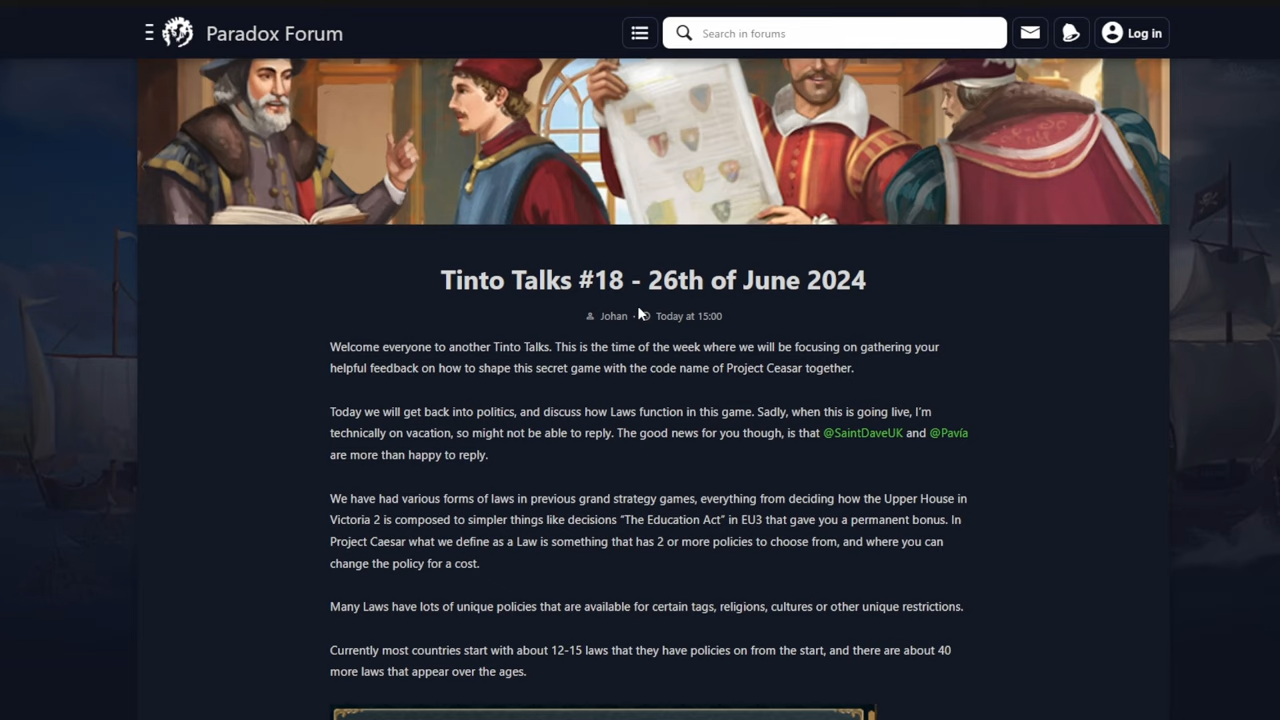 Paradox Forum
Search in forums
Log in
Tinto Talks #18 - 26th of June 2024
Johan · Today at 15:00
Welcome everyone to another Tinto Talks. This is the time of the week where we will be focusing on gathering your
helpful feedback on how to shape this secret game with the code name of Project Ceasar together.
Today we will get back into politics, and discuss how Laws function in this game. Sadly, when this is going live, I'm
technically on vacation, so might not be able to reply. The good news for you though, is that @SaintDaveUK and @Pavía
are more than happy to reply.
We have had various forms of laws in previous grand strategy games, everything from deciding how the Upper House in
Victoria 2 is composed to simpler things like decisions “The Education Act” in EU3 that gave you a permanent bonus. In
Project Caesar what we define as a Law is something that has 2 or more policies to choose from, and where you can
change the policy for a cost.
Many Laws have lots of unique policies that are available for certain tags, religions, cultures or other unique restrictions.
Currently most countries start with about 12-15 laws that they have policies on from the start, and there are about 40
more laws that appear over the ages.